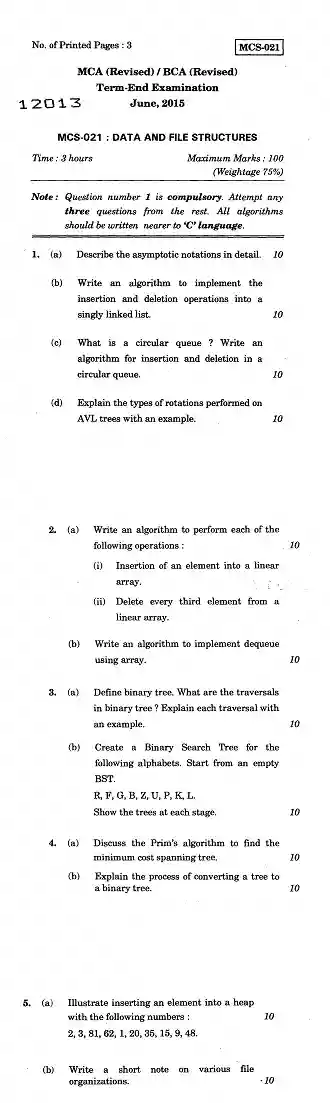 No. of Printed Pages : 3 MCS-021
MCA (Revised) / BCA (Revised)
Term-End Examination
12013 June, 2015
MCS-021 : DATA AND FILE STRUCTURES
Time : 3 hours Maximum Marks : 100
(Weightage 75%)
Note : Question number 1 is compulsory. Attempt any
three questions from the rest. All algorithms
should be written nearer to 'C' language.
1. (a) Describe the asymptotic notations in detail. 10
(b) Write an algorithm to implement the
insertion and deletion operations into a
singly linked list. 10
(c) What is a circular queue ? Write an
algorithm for insertion and deletion in a
circular queue. 10
(d) Explain the types of rotations performed on
AVL trees with an example. 10
2. (a) Write an algorithm to perform each of the
following operations : 10
(i) Insertion of an element into a linear
array.
(ii) Delete every third element from a
linear array.
(b) Write an algorithm to implement dequeue
using array. 10
3. (a) Define binary tree. What are the traversals
in binary tree ? Explain each traversal with
an example. 10
(b) Create a Binary Search Tree for the
following alphabets. Start from an empty
BST.
R, F, G, B, Z, U, P, K, L.
Show the trees at each stage. 10
4. (a) Discuss the Prim's algorithm to find the
minimum cost spanning tree. 10
(b) Explain the process of converting a tree to
a binary tree. 10
5. (a) Illustrate inserting an element into a heap
with the following numbers : 10
2, 3, 81, 62, 1, 20, 35, 15, 9, 48.
(b) Write a short note on various file
organizations. 10